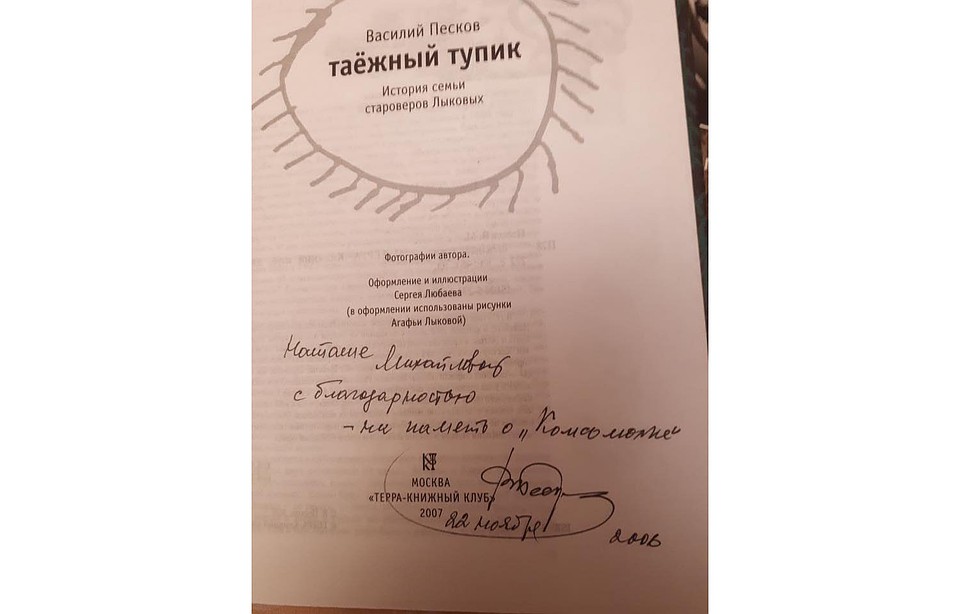 Василий Песков
таёжный тупик
История семьи
староверов Лыковых
Фотографии автора.
Оформление и иллюстрации
Сергея Любаева
(в оформлении использованы рисунки
Агафьи Лыковой)
Наташе Михайловой
с благодарностью
– на память о „Комсомолке"
МОСКВА
«ТЕРРА-КНИЖНЫЙ КЛУБ»
2007
22 ноября
2006